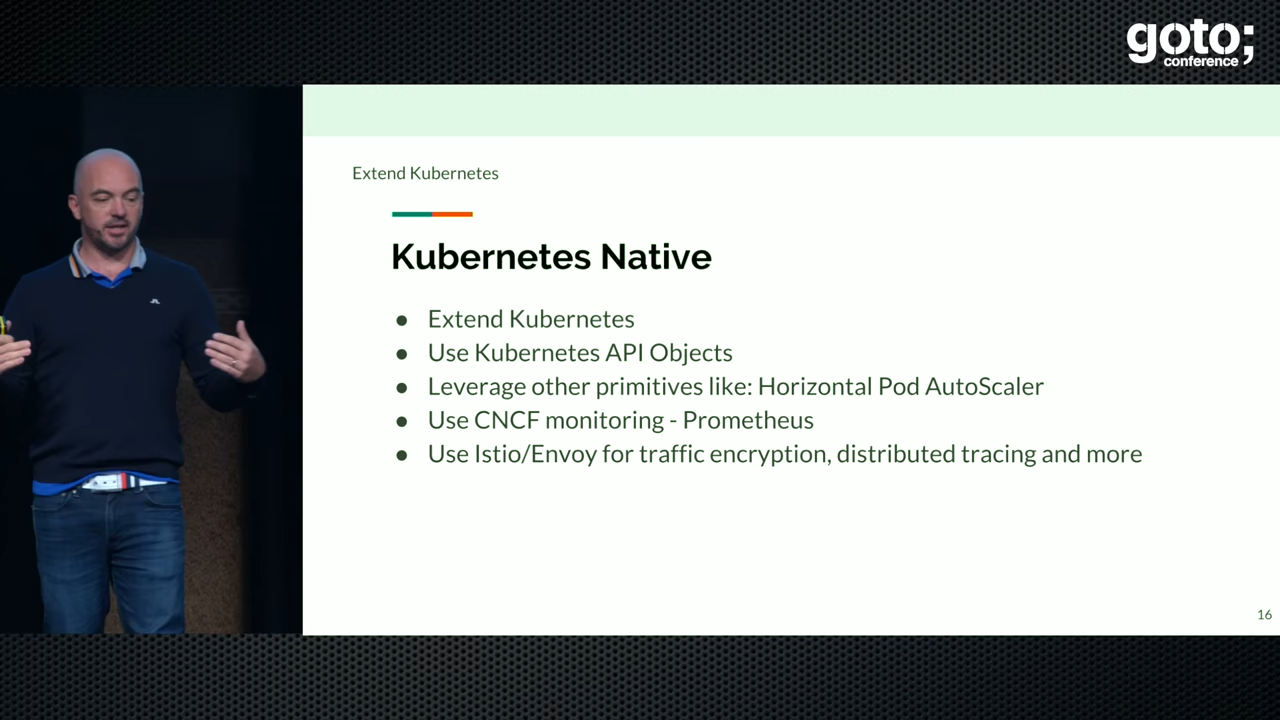 goto;
conference
Extend Kubernetes
Kubernetes Native
● Extend Kubernetes
● Use Kubernetes API Objects
● Leverage other primitives like: Horizontal Pod AutoScaler
● Use CNCF monitoring - Prometheus
● Use Istio/Envoy for traffic encryption, distributed tracing and more
16